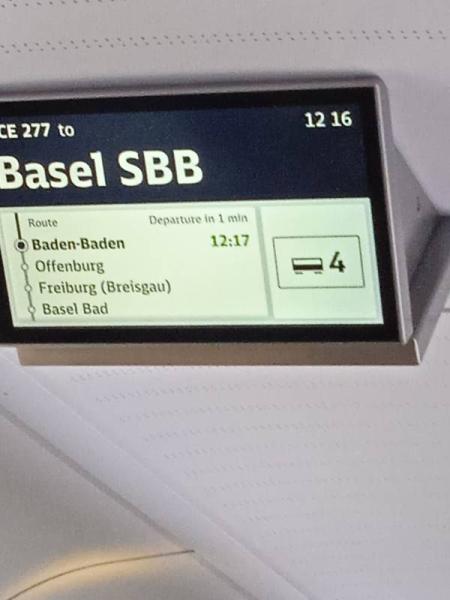 CE 277 to
12 16
Basel SBB
Route
Departure in 1 min
Baden-Baden
12:17
Offenburg
Freiburg (Breisgau)
Basel Bad
4